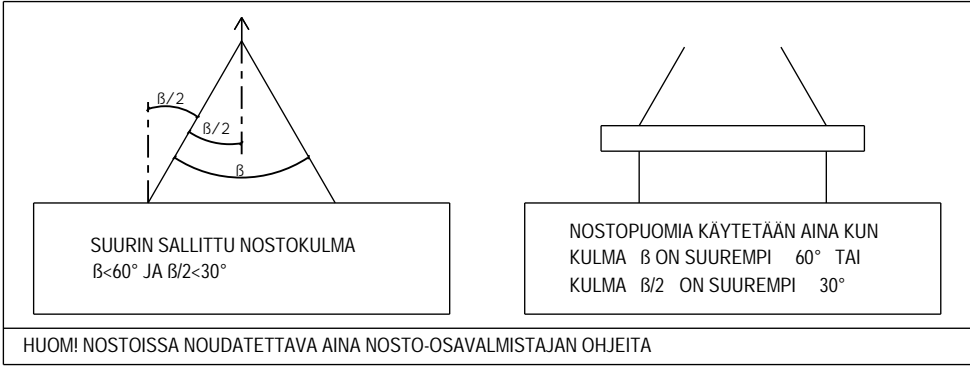 ß/2
ß/2
ß
SUURIN SALLITTU NOSTOKULMA
ß<60° JA ß/2<30°
NOSTOPUOMIA KÄYTETÄÄN AINA KUN
KULMA ß ON SUUREMPI 60° TAI
KULMA ß/2 ON SUUREMPI 30°
HUOM! NOSTOISSA NOUDATETTAVA AINA NOSTO-OSAVALMISTAJAN OHJEITA